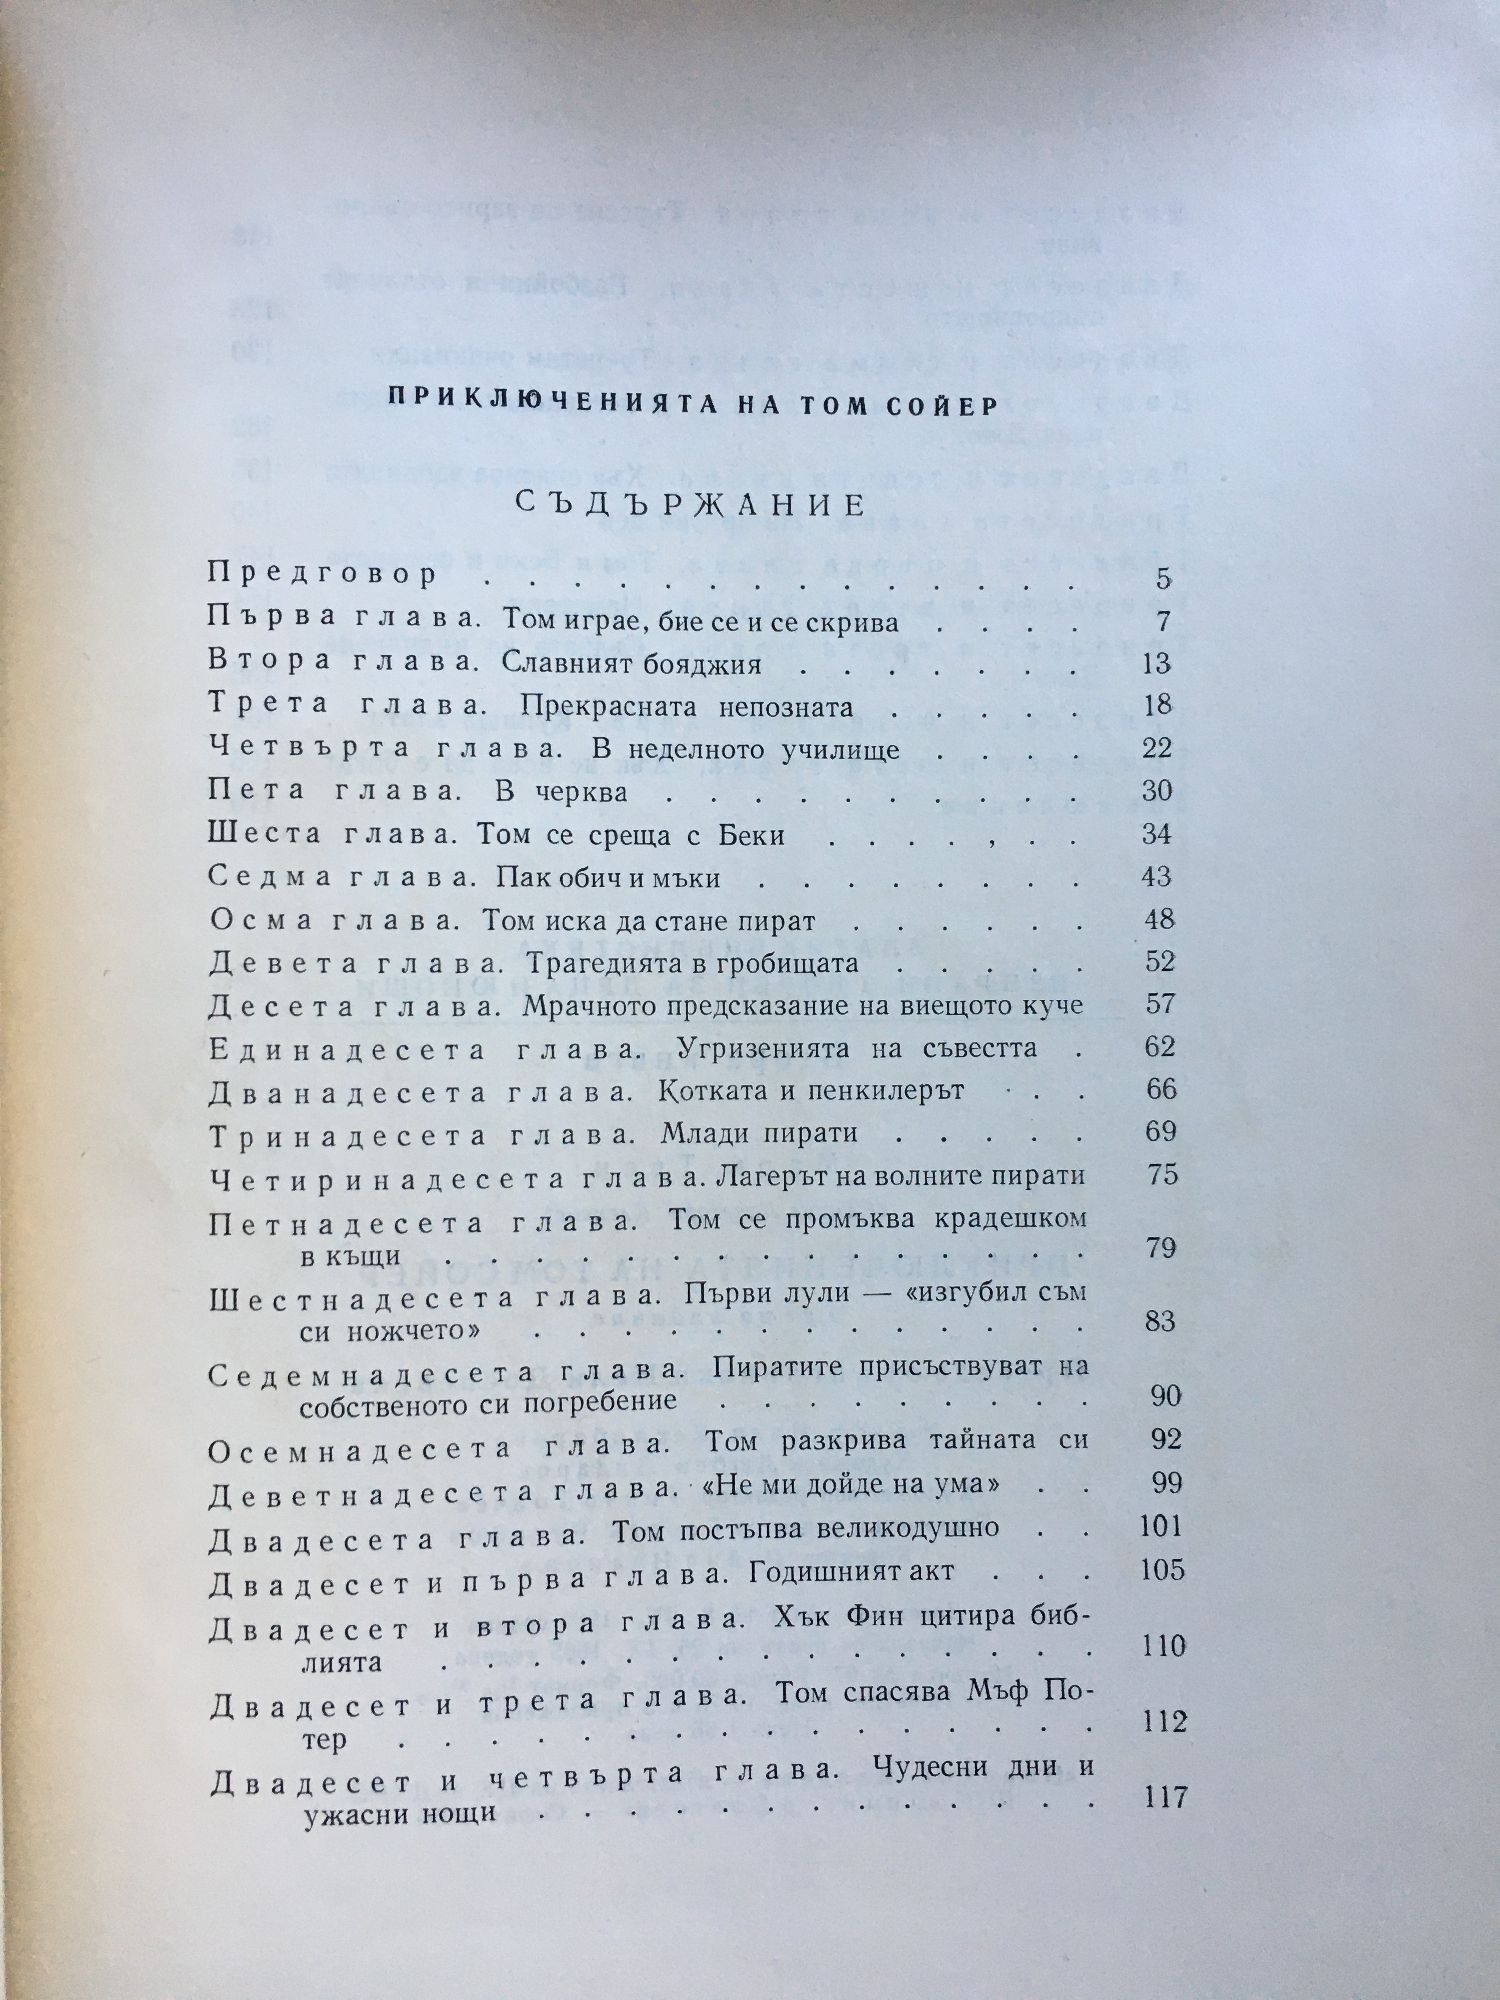 ПРИКЛЮЧЕНИЯТА НА ТОМ СОЙЕР
СЪДЪРЖАНИЕ
Предговор . . . . . . . . . . . . . . 5
Първа глава. Том играе, бие се и се скрива . . . . 7
Втора глава. Славният бояджия . . . . . . . 13
Трета глава. Прекрасната непозната . . . . . 18
Четвърта глава. В неделното училище . . . . 22
Пета глава. В черква . . . . . . . . . . 30
Шеста глава. Том се среща с Беки . . . . , . . 34
Седма глава. Пак обич и мъки . . . . . . . . 43
Осма глава. Том иска да стане пират . . . . . . 48
Девета глава. Трагедията в гробищата . . . . . 52
Десета глава. Мрачното предсказание на виещото куче 57
Единадесета глава. Угризенията на съвестта . 62
Дванадесета глава. Котката и пенкилерът . . . 66
Тринадесета глава. Млади пирати . . . . . 69
Четиринадесета глава. Лагерът на волните пирати 75
Петнадесета глава. Том се промъква крадешком
в къщи . . . . . . . . . . . . . . . 79
Шестнадесета глава. Първи лули — «изгубил съм
си ножчето» . . . . . . . . . . . . . 83
Седемнадесета глава. Пиратите присъствуват на
собственото си погребение . . . . . . . . . 90
Осемнадесета глава. Том разкрива тайната си 92
Деветнадесета глава. «Не ми дойде на ума» . . 99
Двадесета глава. Том постъпва великодушно . . 101
Двадесет и първа глава. Годишният акт . . . 105
Двадесет и втора глава. Хък Фин цитира биб-
лията . . . . . . . . . . . . . . . 110
Двадесет и трета глава. Том спасява Мъф По-
тер . . . . . . . . . . . . . . . . 112
Двадесет и четвърта глава. Чудесни дни и
ужасни нощи . . . . . . . . . . . . . 117